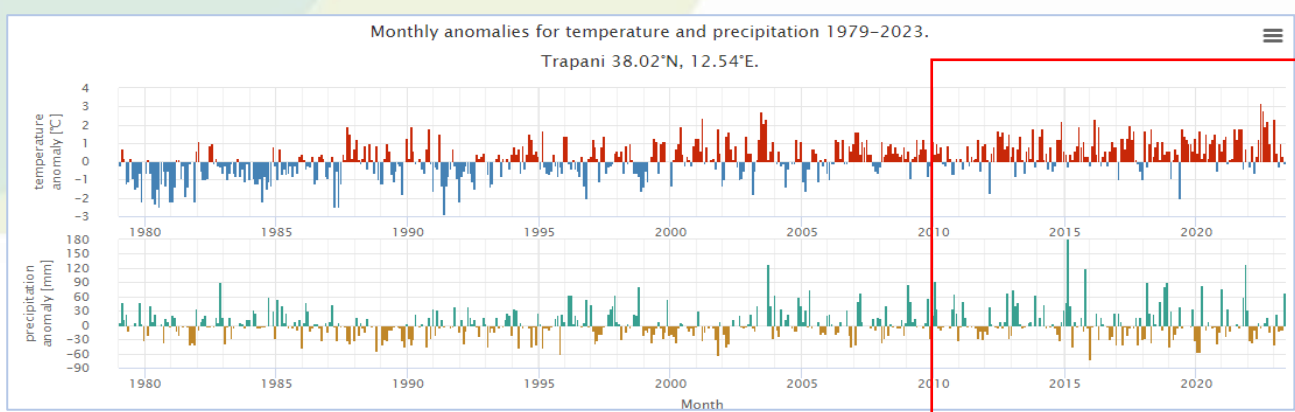 Monthly anomalies for temperature and precipitation 1979–2023.
Trapani 38.02°N, 12.54°E.
temperature
anomaly [°C]
4
3
2
1
0
−1
−2
−3
1980 1985 1990 1995 2000 2005 2010 2015 2020
precipitation
anomaly [mm]
180
150
120
90
60
30
0
−30
−60
−90
1980 1985 1990 1995 2000 2005 2010 2015 2020
Month